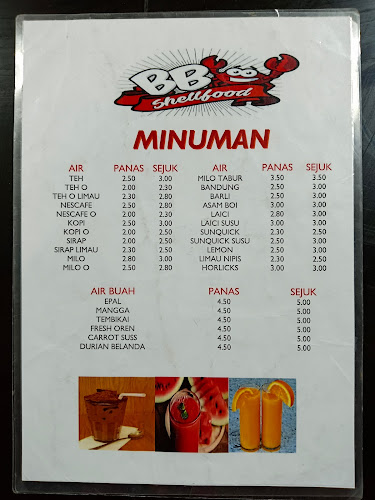 BB
Shellfood
MINUMAN
AIR PANAS SEJUK AIR PANAS SEJUK
TEH 2.50 3.00 MILO TABUR 3.50 3.50
TEH O 2.00 2.30 BANDUNG 2.50 3.00
TEH O LIMAU 2.30 2.80 BARLI 2.50 3.00
NESCAFE 2.50 2.80 ASAM BOI 3.00 3.00
NESCAFE O 2.00 2.30 LAICI 2.80 3.00
KOPI 2.50 3.00 LAICI SUSU 3.00 3.00
KOPI O 2.00 2.50 SUNQUICK 2.30 2.50
SIRAP 2.00 2.50 SUNQUICK SUSU 2.50 3.00
SIRAP LIMAU 2.30 2.50 LEMON 2.50 3.00
MILO 2.80 3.00 LIMAU NIPIS 2.30 2.50
MILO O 2.50 2.80 HORLICKS 3.00 3.00
AIR BUAH PANAS SEJUK
EPAL 4.50 5.00
MANGGA 4.50 5.00
TEMBIKAI 4.50 5.00
FRESH OREN 4.50 5.00
CARROT SUSS 4.50 5.00
DURIAN BELANDA 4.50 5.00